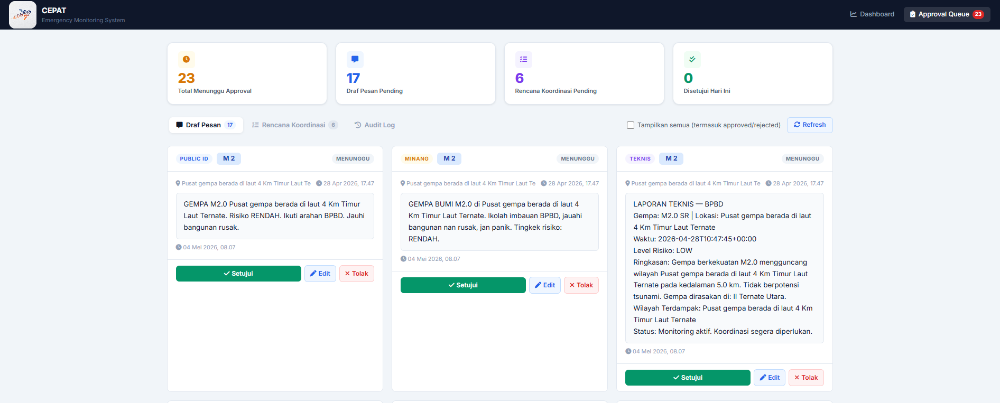 CEPAT
Emergency Monitoring System
Dashboard
Approval Queue 23
23
Total Menunggu Approval
17
Draf Pesan Pending
6
Rencana Koordinasi Pending
0
Disetujui Hari Ini
Draf Pesan 17
Rencana Koordinasi 6
Audit Log
Tampilkan semua (termasuk approved/rejected)
Refresh
PUBLIC ID M 2 MENUNGGU
Pusat gempa berada di laut 4 Km Timur Laut Te 28 Apr 2026, 17.47
GEMPA M2.0 Pusat gempa berada di laut 4 Km Timur
Laut Ternate. Risiko RENDAH. Ikuti arahan BPBD. Jauhi
bangunan rusak.
04 Mei 2026, 08.07
Setujui Edit Tolak
MINANG M 2 MENUNGGU
Pusat gempa berada di laut 4 Km Timur Laut Te 28 Apr 2026, 17.47
GEMPA BUMI M2.0 di Pusat gempa berada di laut 4
Km Timur Laut Ternate. Ikolah imbauan BPBD, jauahi
bangunan nan rusak, jan panik. Tingkek risiko:
RENDAH.
04 Mei 2026, 08.07
Setujui Edit Tolak
TEKNIS M 2 MENUNGGU
Pusat gempa berada di laut 4 Km Timur Laut Te 28 Apr 2026, 17.47
LAPORAN TEKNIS — BPBD
Gempa: M2.0 SR | Lokasi: Pusat gempa berada di laut
4 Km Timur Laut Ternate
Waktu: 2026-04-28T10:47:45+00:00
Level Risiko: LOW
Ringkasan: Gempa berkekuatan M2.0 mengguncang
wilayah Pusat gempa berada di laut 4 Km Timur Laut
Ternate pada kedalaman 5.0 km. Tidak berpotensi
tsunami. Gempa dirasakan di: II Ternate Utara.
Wilayah Terdampak: Pusat gempa berada di laut 4 Km
Timur Laut Ternate
Status: Monitoring aktif. Koordinasi segera diperlukan.
04 Mei 2026, 08.07
Setujui Edit Tolak